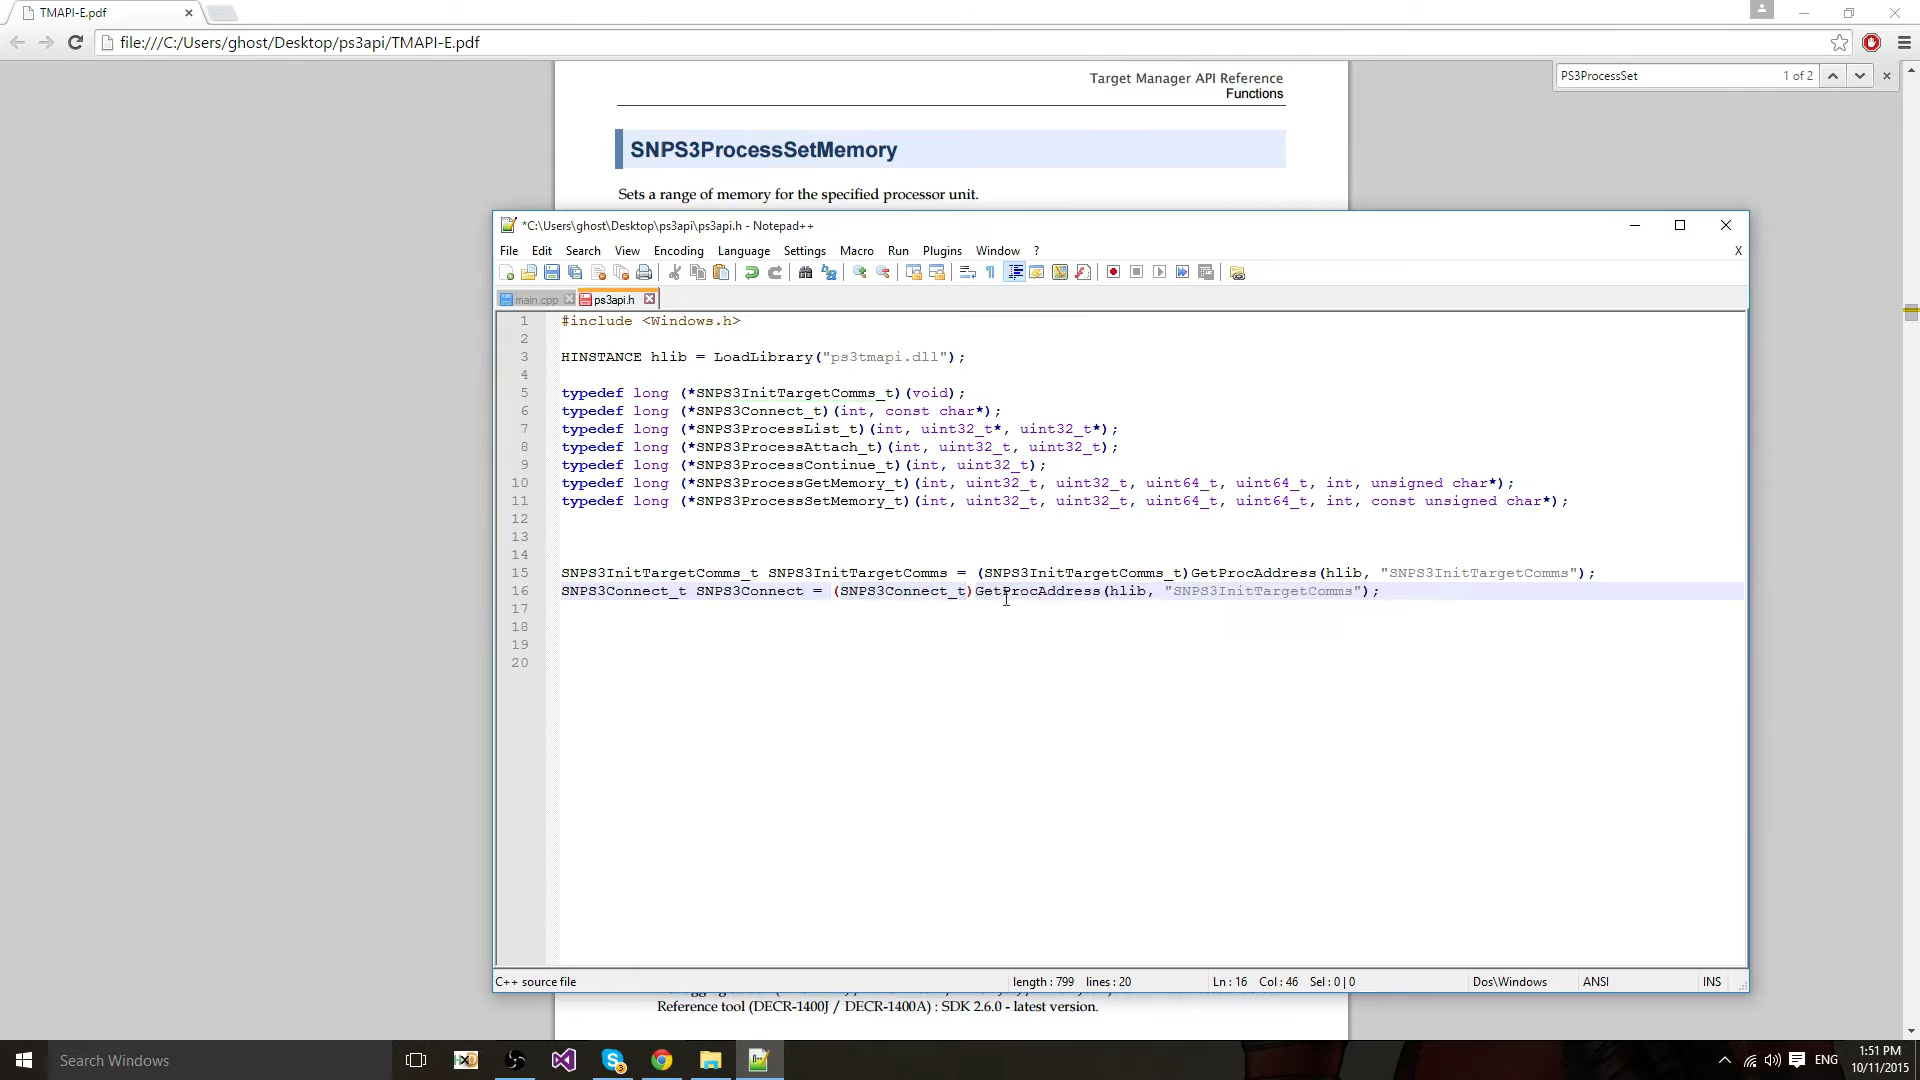 TMAPI-E.pdf
file:///C:/Users/ghost/Desktop/ps3api/TMAPI-E.pdf
PS3ProcessSet 1 of 2
Target Manager API Reference
Functions
SNPS3ProcessSetMemory
Sets a range of memory for the specified processor unit.
*C:\Users\ghost\Desktop\ps3api\ps3api.h - Notepad++
File Edit Search View Encoding Language Settings Macro Run Plugins Window ? X
main.cpp ps3api.h
1 #include <Windows.h>
2
3 HINSTANCE hlib = LoadLibrary("ps3tmapi.dll");
4
5 typedef long (*SNPS3InitTargetComms_t)(void);
6 typedef long (*SNPS3Connect_t)(int, const char*);
7 typedef long (*SNPS3ProcessList_t)(int, uint32_t*, uint32_t*);
8 typedef long (*SNPS3ProcessAttach_t)(int, uint32_t, uint32_t);
9 typedef long (*SNPS3ProcessContinue_t)(int, uint32_t);
10 typedef long (*SNPS3ProcessGetMemory_t)(int, uint32_t, uint32_t, uint64_t, uint64_t, int, unsigned char*);
11 typedef long (*SNPS3ProcessSetMemory_t)(int, uint32_t, uint32_t, uint64_t, uint64_t, int, const unsigned char*);
12
13
14
15 SNPS3InitTargetComms_t SNPS3InitTargetComms = (SNPS3InitTargetComms_t)GetProcAddress(hlib, "SNPS3InitTargetComms");
16 SNPS3Connect_t SNPS3Connect = (SNPS3Connect_t)GetProcAddress(hlib, "SNPS3InitTargetComms");
17
18
19
20
C++ source file length : 799 lines : 20 Ln : 16 Col : 46 Sel : 0 | 0 Dos\Windows ANSI INS
Reference tool (DECR-1400J / DECR-1400A) : SDK 2.6.0 - latest version.
Search Windows
3
ENG
1:51 PM
10/11/2015